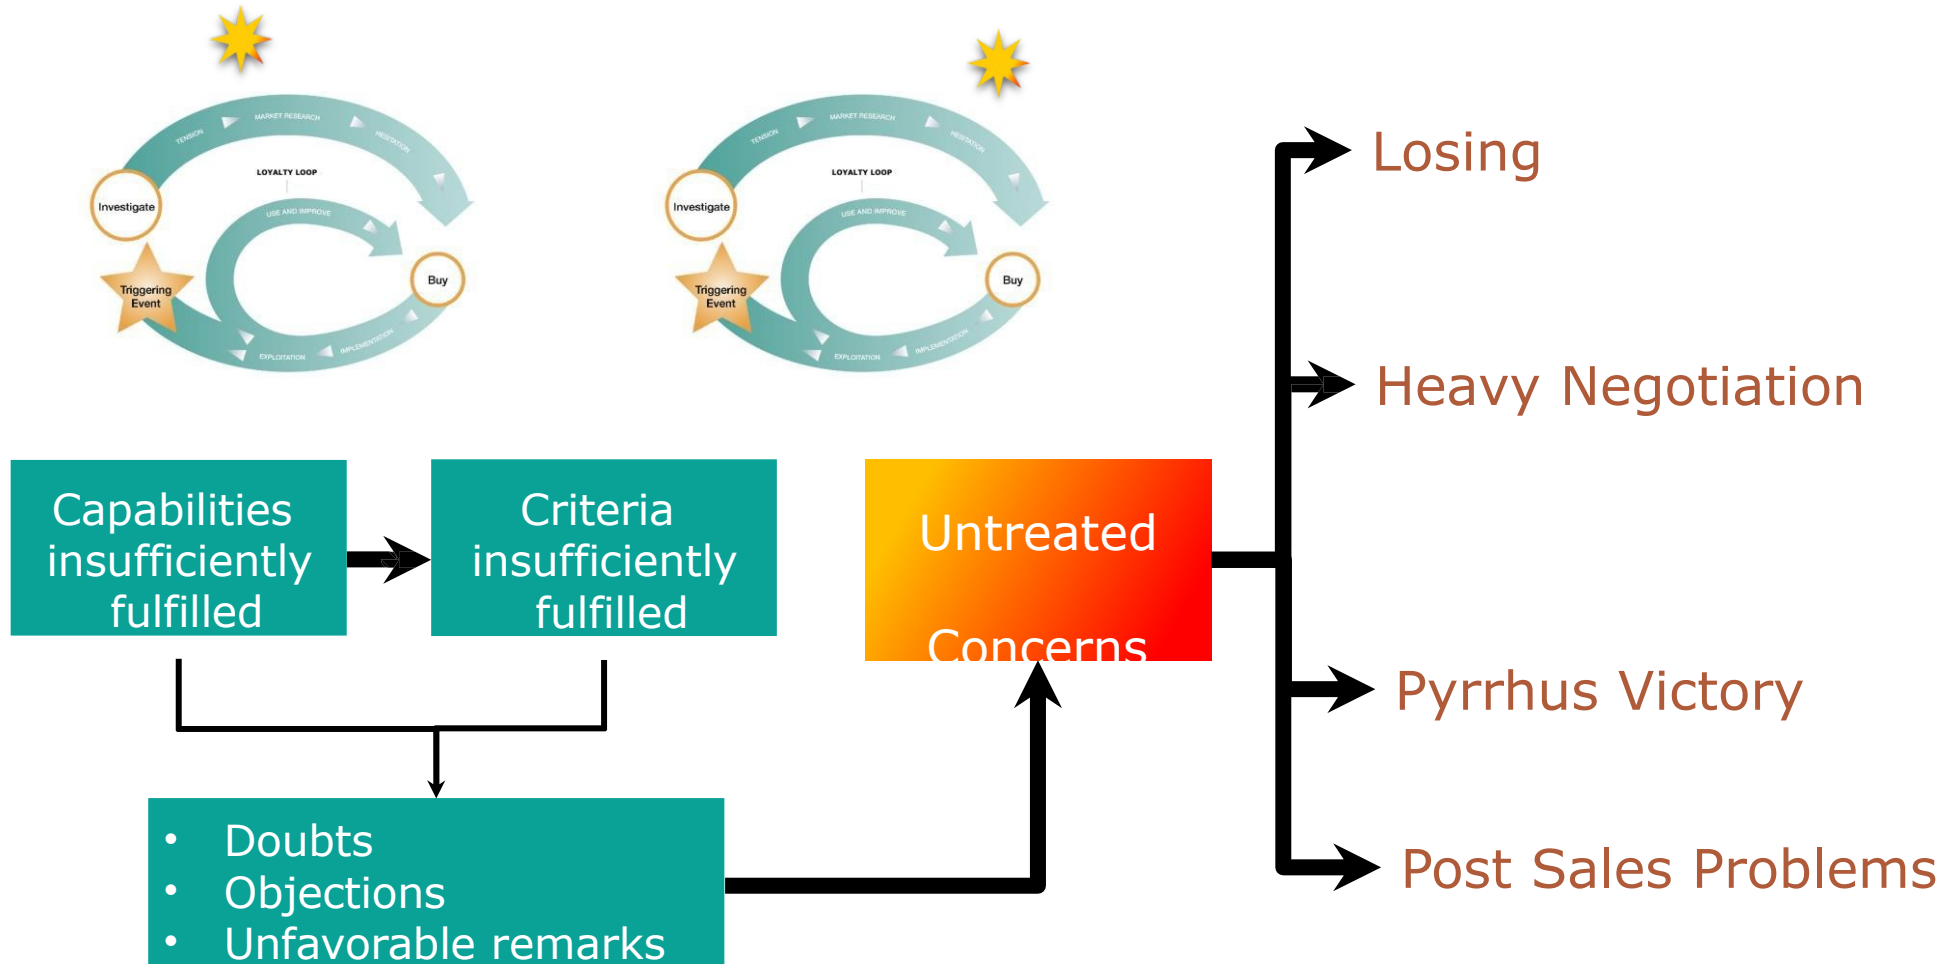 TENSION
MARKET RESEARCH
HESITATION
LOYALTY LOOP
Investigate
USE AND IMPROVE
Triggering
Event
Buy
EXPLOITATION
IMPLEMENTATION
TENSION
MARKET RESEARCH
HESITATION
LOYALTY LOOP
Investigate
USE AND IMPROVE
Triggering
Event
Buy
EXPLOITATION
IMPLEMENTATION
Capabilities
insufficiently
fulfilled
Criteria
insufficiently
fulfilled
• Doubts
• Objections
• Unfavorable remarks
Untreated
Concerns
Losing
Heavy Negotiation
Pyrrhus Victory
Post Sales Problems